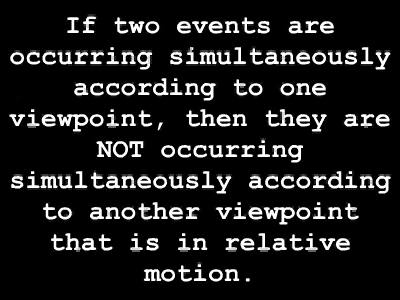 If two events are
occurring simultaneously
according to one
viewpoint, then they are
NOT occurring
simultaneously according
to another viewpoint
that is in relative
motion.